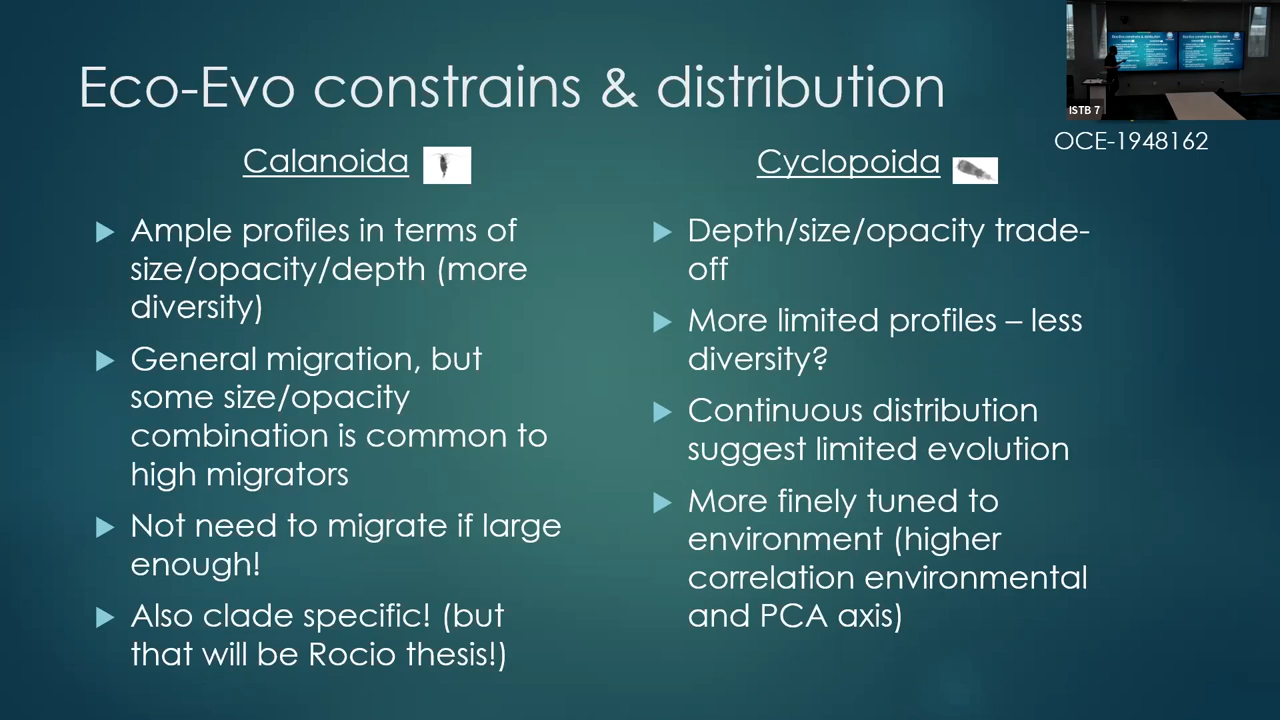 Eco-Evo constrains & distribution
ISTB 7
OCE-1948162
Calanoida
Ample profiles in terms of
size/opacity/depth (more
diversity)
General migration, but
some size/opacity
combination is common to
high migrators
Not need to migrate if large
enough!
Also clade specific! (but
that will be Rocio thesis!)
Cyclopoida
Depth/size/opacity trade-
off
More limited profiles – less
diversity?
Continuous distribution
suggest limited evolution
More finely tuned to
environment (higher
correlation environmental
and PCA axis)